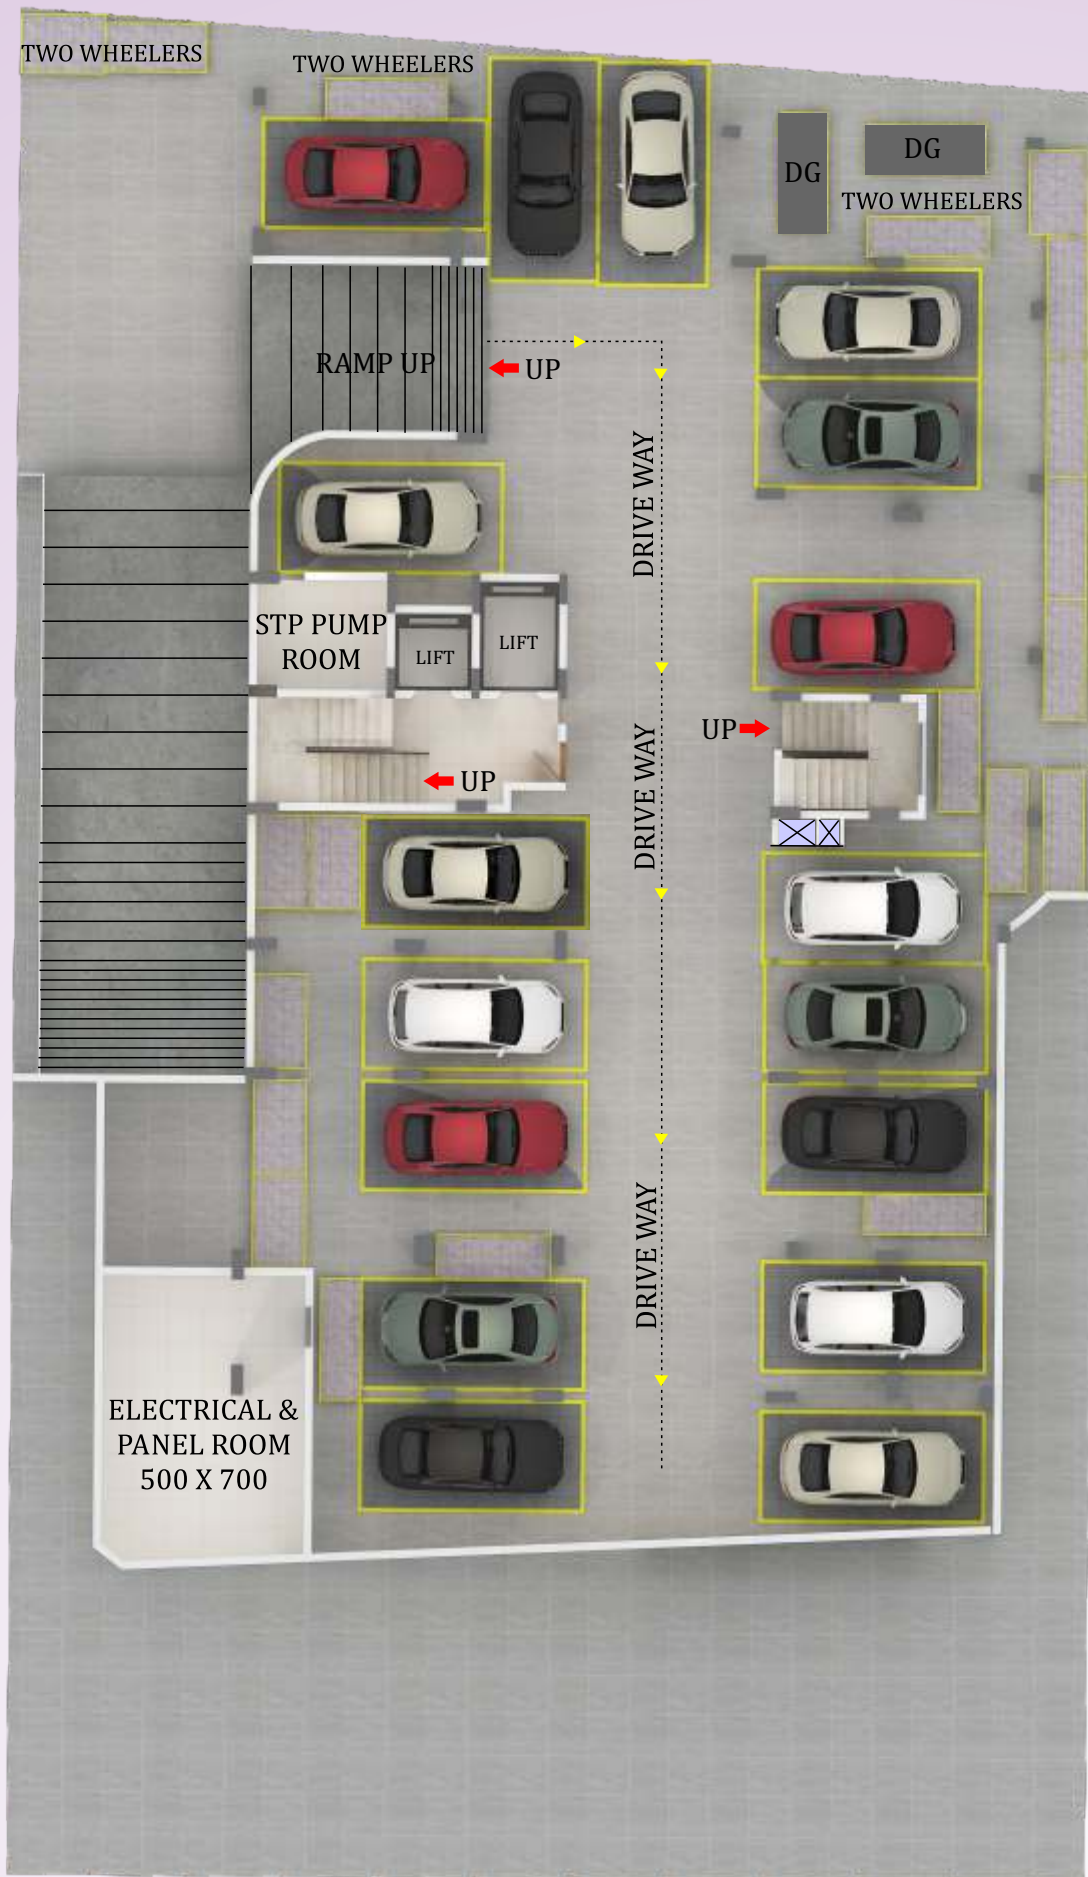 TWO WHEELERS
TWO WHEELERS
DG
DG
TWO WHEELERS
RAMP UP
UP
DRIVE WAY
STP PUMP
ROOM
LIFT
LIFT
UP
UP
DRIVE WAY
DRIVE WAY
ELECTRICAL &
PANEL ROOM
500 X 700